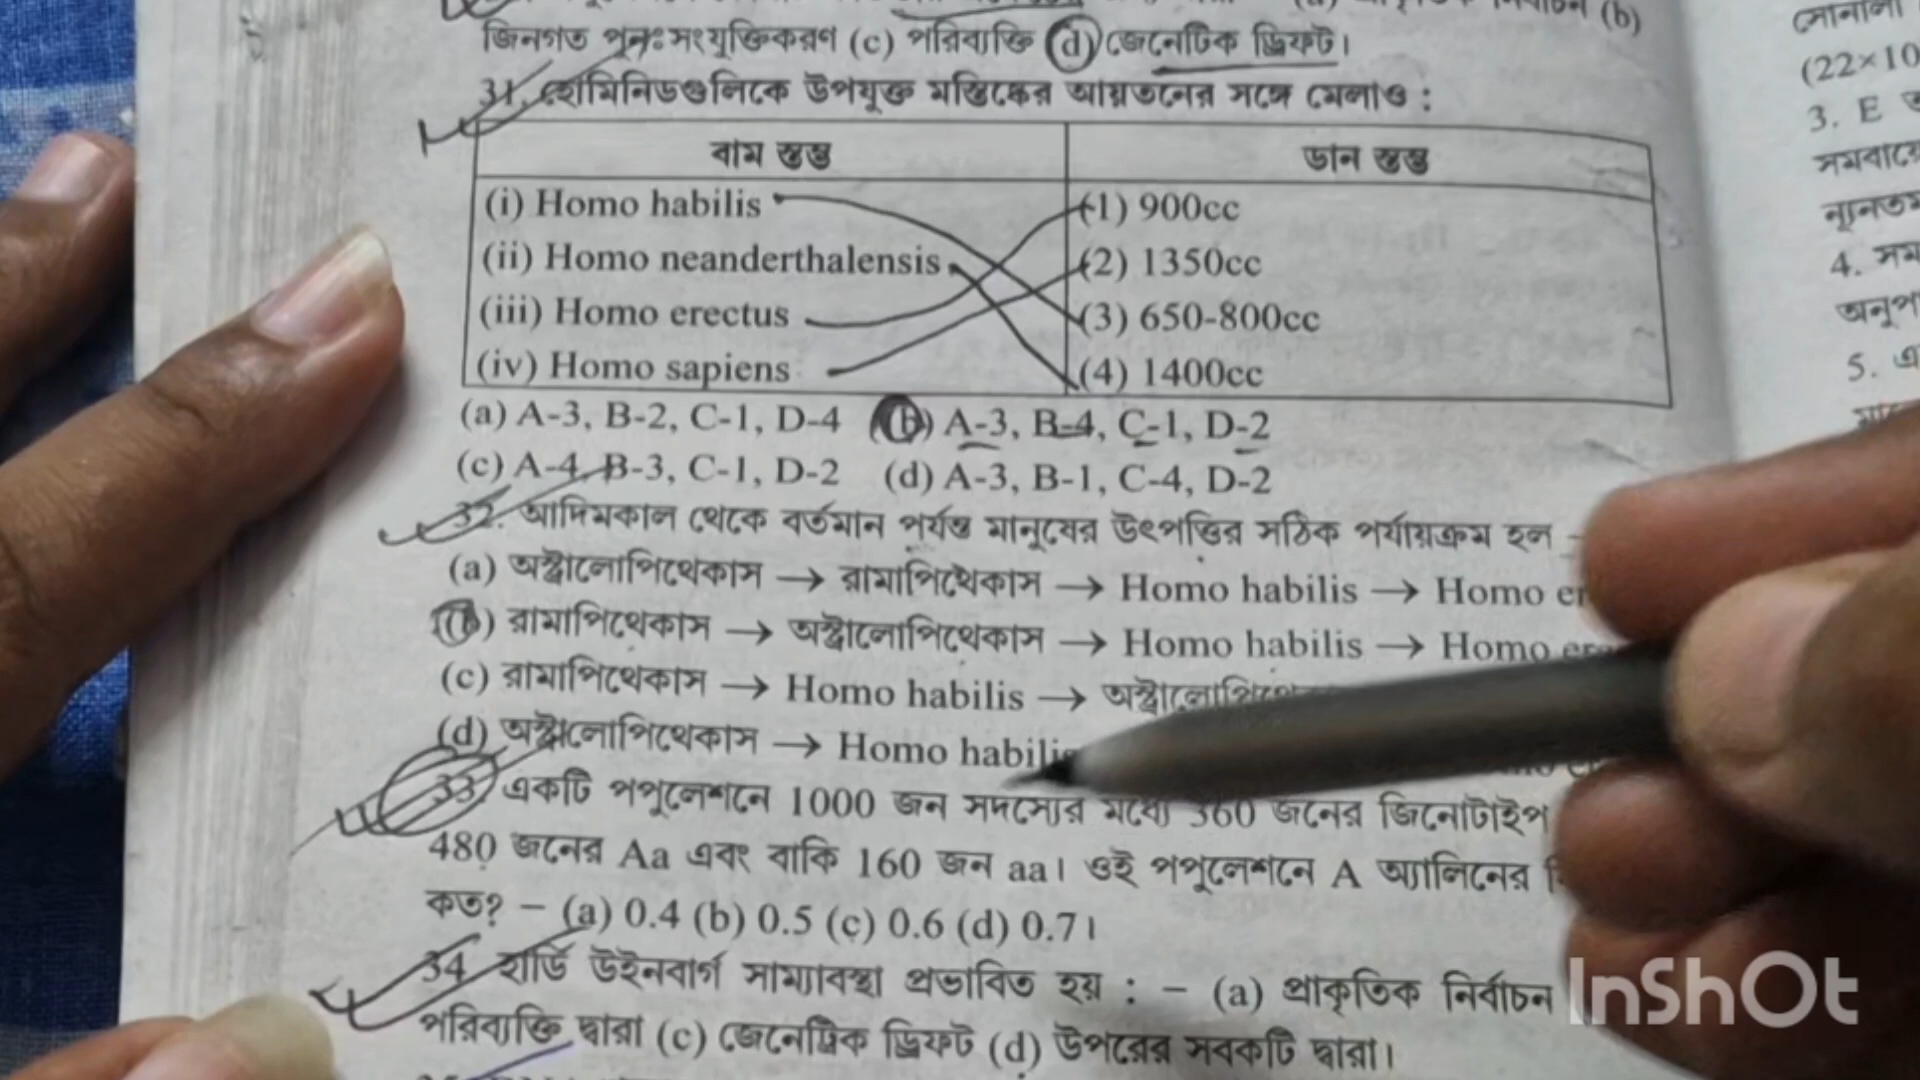 (b)
জিনগত পুনঃসংযুক্তিকরণ (c) পরিব্যক্তি (d) জেনেটিক ড্রিফট।
31. হোমিনিডগুলিকে উপযুক্ত মস্তিষ্কের আয়তনের সঙ্গে মেলাও :
বাম স্তম্ভ ডান স্তম্ভ
(i) Homo habilis (1) 900cc
(ii) Homo neanderthalensis (2) 1350cc
(iii) Homo erectus (3) 650-800cc
(iv) Homo sapiens (4) 1400cc
(a) A-3, B-2, C-1, D-4 (b) A-3, B-4, C-1, D-2
(c) A-4, B-3, C-1, D-2 (d) A-3, B-1, C-4, D-2
32. আদিমকাল থেকে বর্তমান পর্যন্ত মানুষের উৎপত্তির সঠিক পর্যায়ক্রম হল –
(a) অস্ট্রালোপিথেকাস → রামাপিথেকাস → Homo habilis → Homo
(b) রামাপিথেকাস → অস্ট্রালোপিথেকাস → Homo habilis → Homo
(c) রামাপিথেকাস → Homo habilis →
(d) অস্ট্রালোপিথেকাস → Homo habilis
33. একটি পপুলেশনে 1000 জন সদস্যের মধ্যে 360 জনের জিনোটাইপ
480 জনের Aa এবং বাকি 160 জন aa। ওই পপুলেশনে A অ্যালিলের
কত? – (a) 0.4 (b) 0.5 (c) 0.6 (d) 0.7।
34. হার্ডি উইনবার্গ সাম্যাবস্থা প্রভাবিত হয় : – (a) প্রাকৃতিক নির্বাচন
পরিব্যক্তি দ্বারা (c) জেনেটিক ড্রিফট (d) উপরের সবকটি দ্বারা।
সোনালী
(22×10
3. E
4.
5.
InShOt